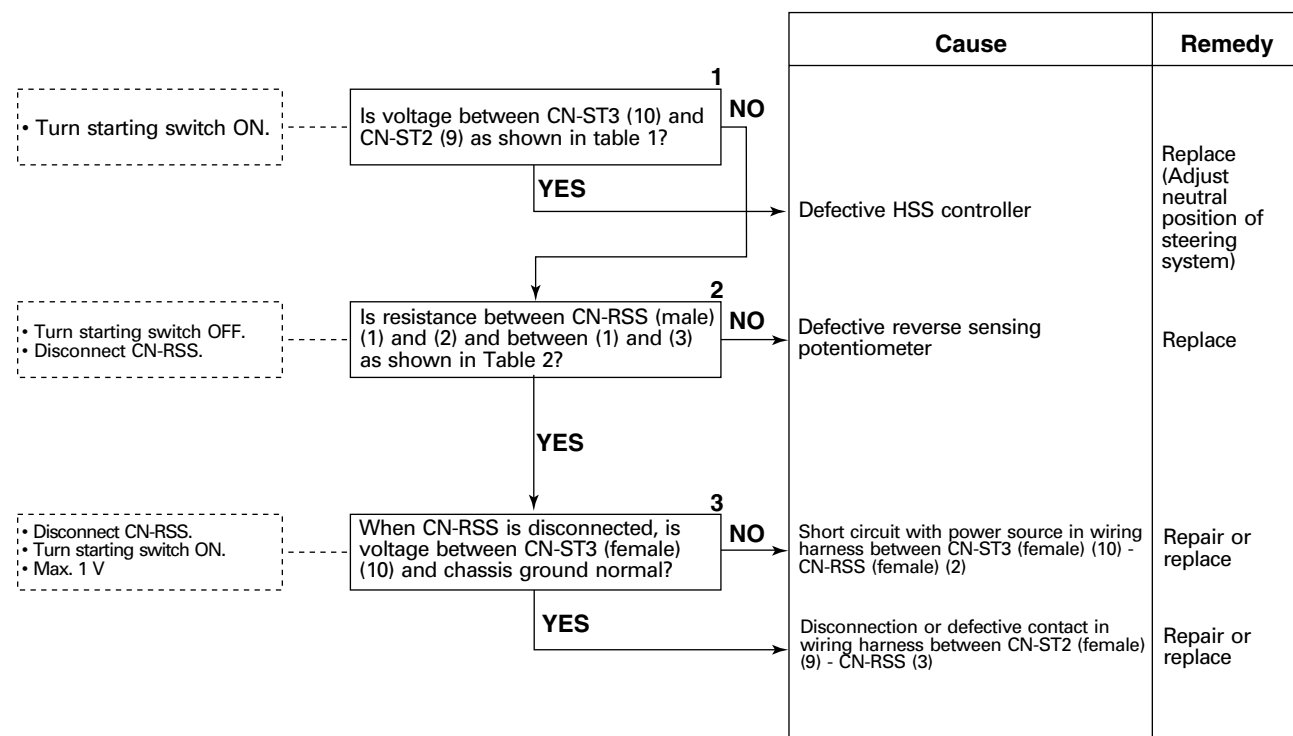 Cause
Remedy
1
• Turn starting switch ON.
Is voltage between CN-ST3 (10) and
CN-ST2 (9) as shown in table 1?
NO
YES
Defective HSS controller
Replace
(Adjust
neutral
position of
steering
system)
2
• Turn starting switch OFF.
• Disconnect CN-RSS.
Is resistance between CN-RSS (male)
(1) and (2) and between (1) and (3)
as shown in Table 2?
NO
Defective reverse sensing
potentiometer
Replace
YES
3
• Disconnect CN-RSS.
• Turn starting switch ON.
• Max. 1 V
When CN-RSS is disconnected, is
voltage between CN-ST3 (female)
(10) and chassis ground normal?
NO
Short circuit with power source in wiring
harness between CN-ST3 (female) (10) -
CN-RSS (female) (2)
Repair or
replace
YES
Disconnection or defective contact in
wiring harness between CN-ST2 (female)
(9) - CN-RSS (3)
Repair or
replace